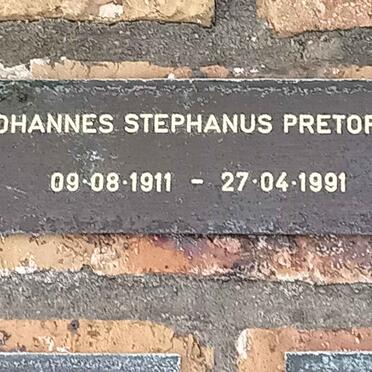 OHANNES STEPHANUS PRETOR
09·08·1911 - 27·04·1991